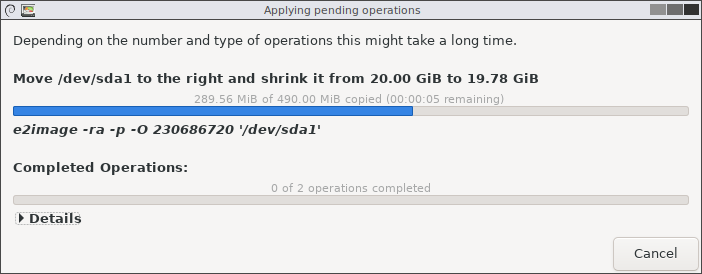 Applying pending operations
Depending on the number and type of operations this might take a long time.
Move /dev/sda1 to the right and shrink it from 20.00 GiB to 19.78 GiB
289.56 MiB of 490.00 MiB copied (00:00:05 remaining)
e2image -ra -p -O 230686720 '/dev/sda1'
Completed Operations:
0 of 2 operations completed
Details
Cancel